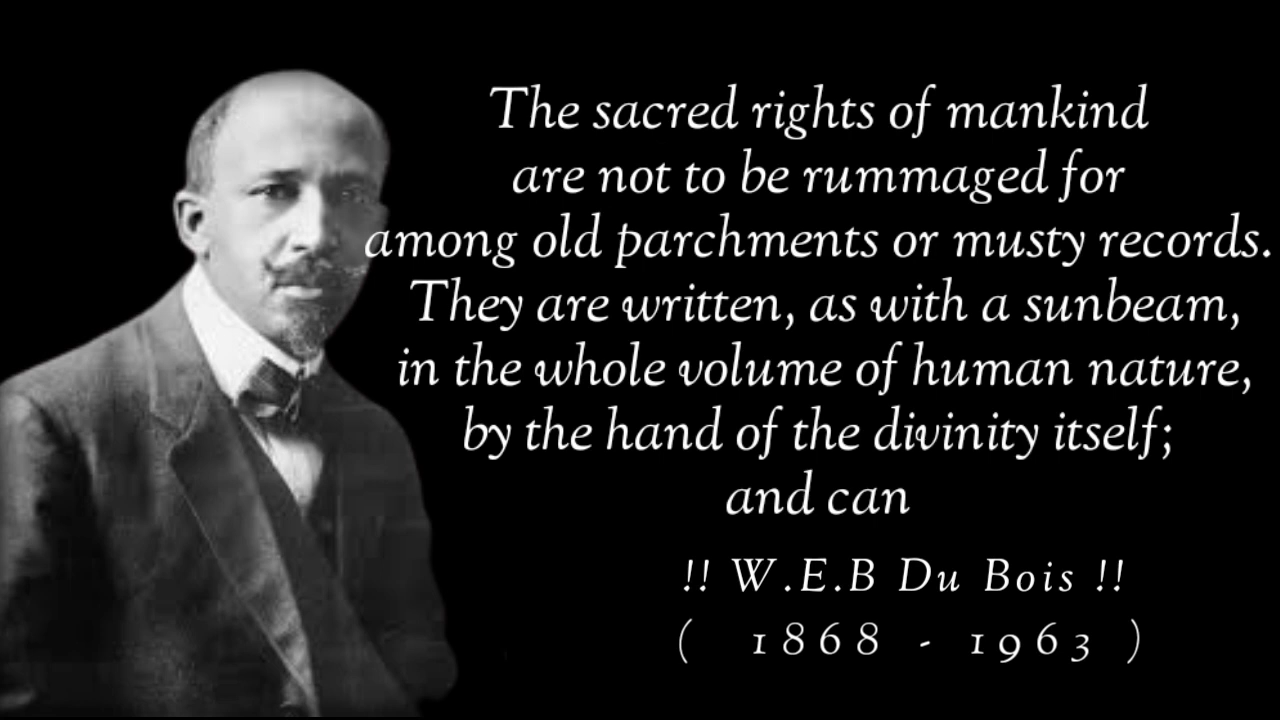 The sacred rights of mankind
are not to be rummaged for
among old parchments or musty records.
They are written, as with a sunbeam,
in the whole volume of human nature,
by the hand of the divinity itself;
and can
!! W.E.B Du Bois !!
( 1868 - 1963 )